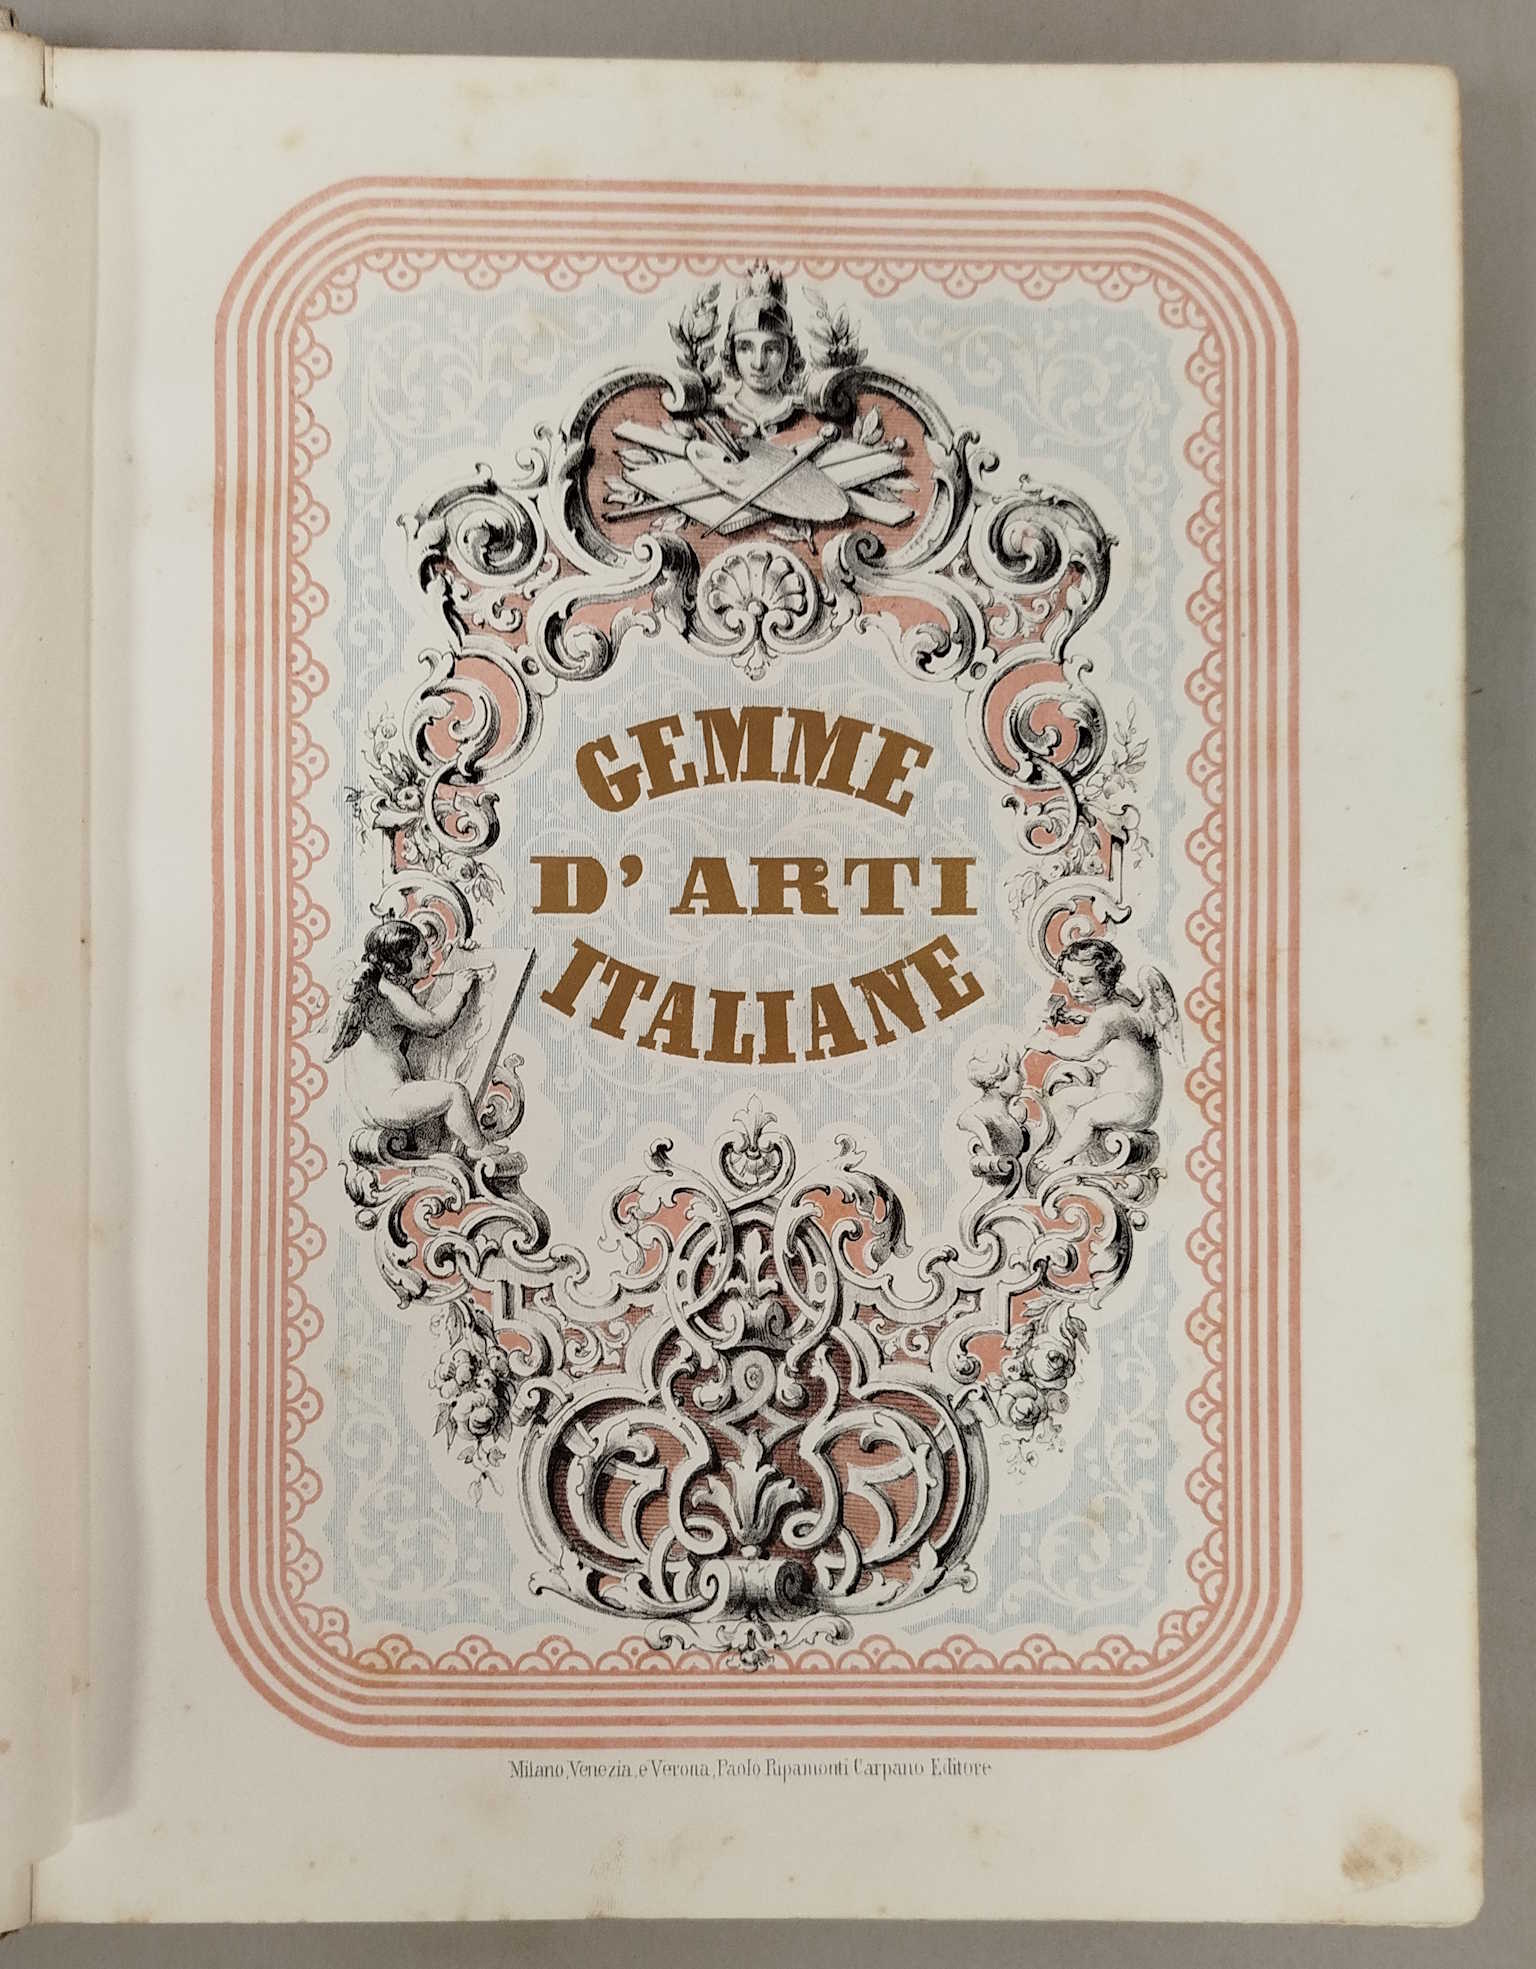 GEMME
D'ARTI
ITALIANE
Milano, Venezia, e Verona, Paolo Ripamonti Carpano Editore